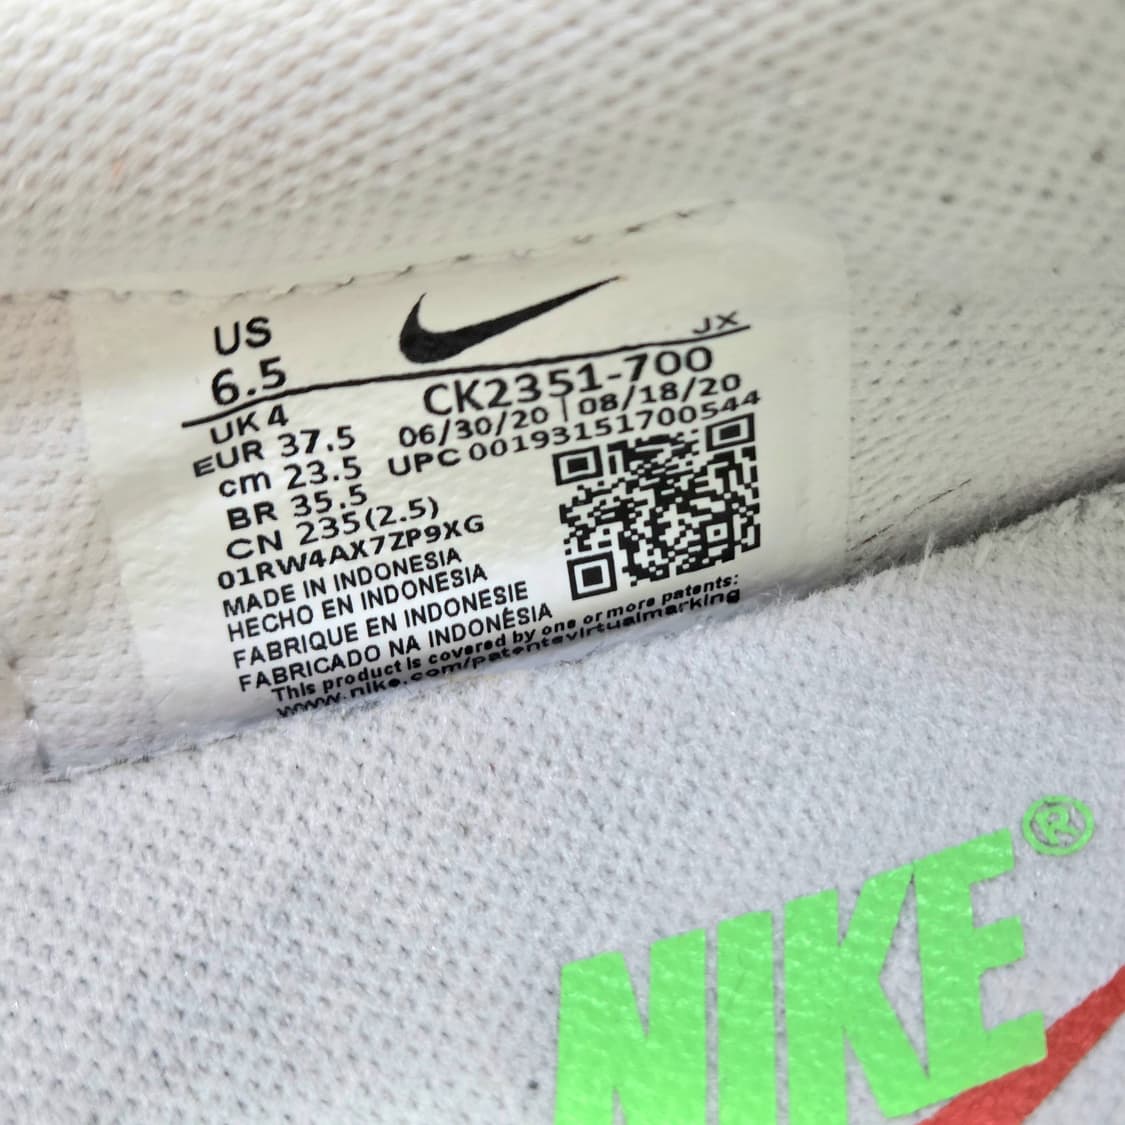 US
6.5
JX
UK 4
CK2351-700
EUR 37.5
06/30/20 | 08/18/20
cm 23.5
UPC 00193151700544
BR 35.5
CN 235(2.5)
01RW4AX7ZP9XG
MADE IN INDONESIA
HECHO EN INDONESIA
FABRIQUE EN INDONESIE
FABRICADO NA INDONÉSIA
This product is covered by one or more patents:
www.nike.com/patentsvirtualmarking
NIKE®